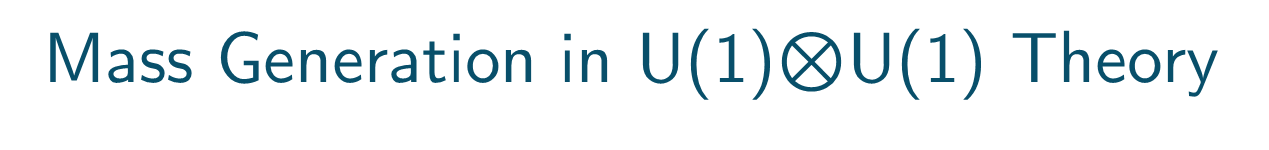 Mass Generation in U(1)⊗U(1) Theory